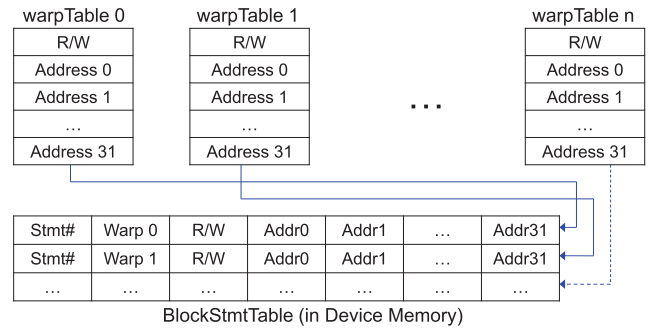 warpTable 0 warpTable 1 warpTable n
R/W R/W R/W
Address 0 Address 0 Address 0
Address 1 Address 1 Address 1
... ... ... ...
Address 31 Address 31 Address 31
Stmt# Warp 0 R/W Addr0 Addr1 ... Addr31
Stmt# Warp 1 R/W Addr0 Addr1 ... Addr31
... ... ... ... ... ... ...
BlockStmtTable (in Device Memory)